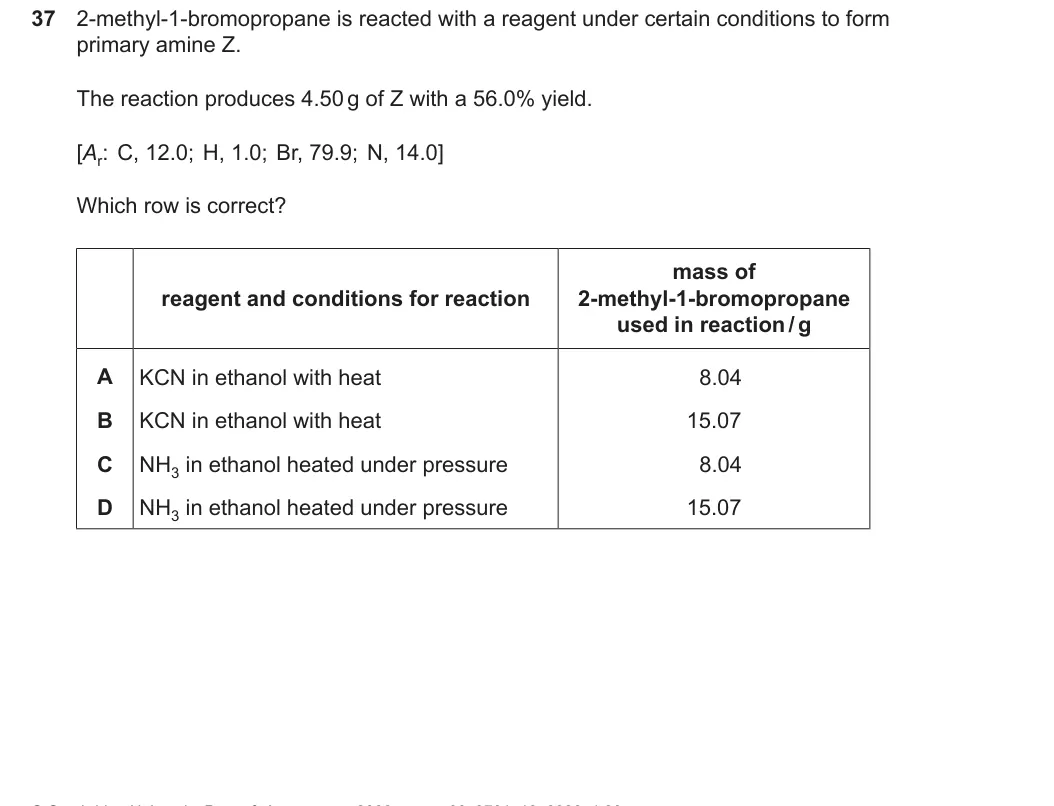 37 2-methyl-1-bromopropane is reacted with a reagent under certain conditions to form
primary amine Z.
The reaction produces 4.50 g of Z with a 56.0% yield.
[Ar: C, 12.0; H, 1.0; Br, 79.9; N, 14.0]
Which row is correct?
reagent and conditions for reaction
mass of
2-methyl-1-bromopropane
used in reaction / g
A KCN in ethanol with heat 8.04
B KCN in ethanol with heat 15.07
C NH3 in ethanol heated under pressure 8.04
D NH3 in ethanol heated under pressure 15.07